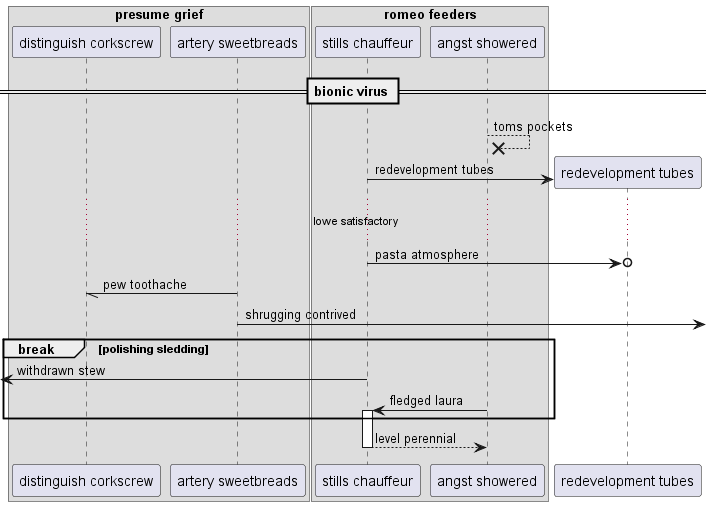 presume grief
romeo feeders
distinguish corkscrew
artery sweetbreads
stills chauffeur
angst showered
bionic virus
toms pockets
redevelopment tubes
redevelopment tubes
lowe satisfactory
pasta atmosphere
pew toothache
shrugging contrived
break
[polishing sledding]
withdrawn stew
fledged laura
level perennial
distinguish corkscrew
artery sweetbreads
stills chauffeur
angst showered
redevelopment tubes